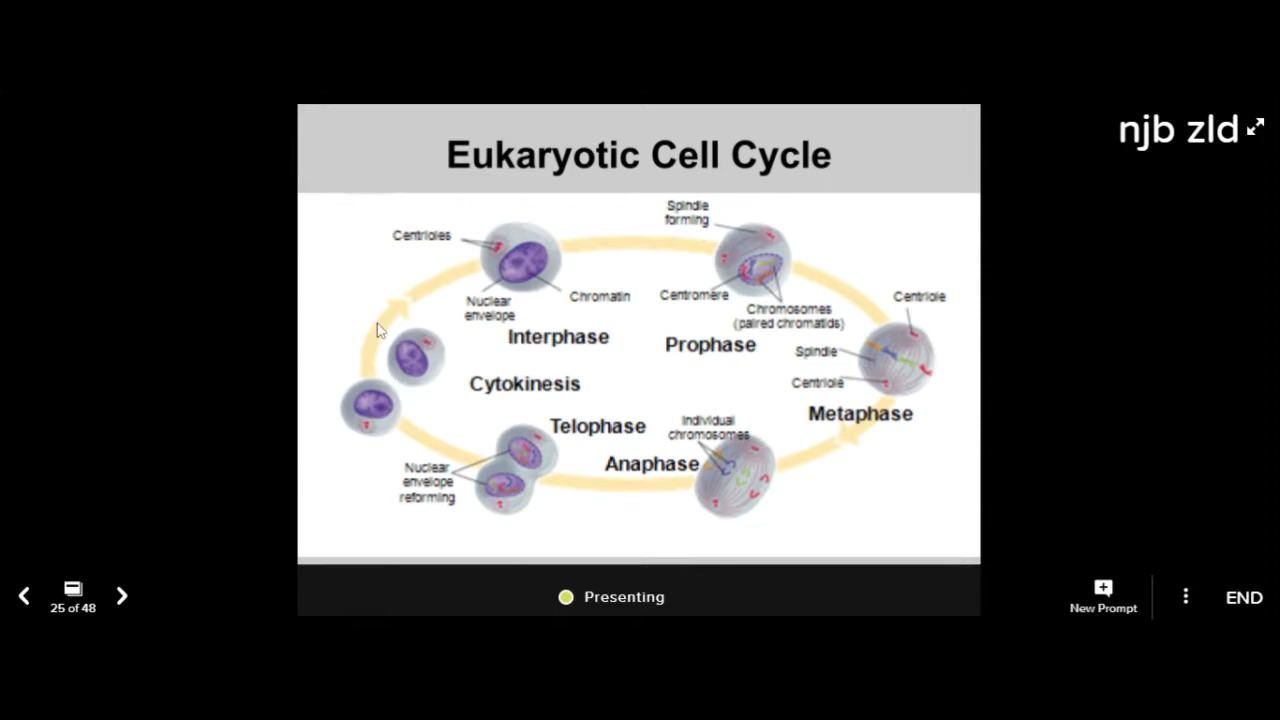 njb zld
Eukaryotic Cell Cycle
Centrioles
Nuclear
envelope
Chromatin
Interphase
Spindle
forming
Centromere
Chromosomes
(paired chromatids)
Prophase
Centriole
Spindle
Centriole
Metaphase
Individual
chromosomes
Anaphase
Telophase
Nuclear
envelope
reforming
Cytokinesis
25 of 48
Presenting
New Prompt
END